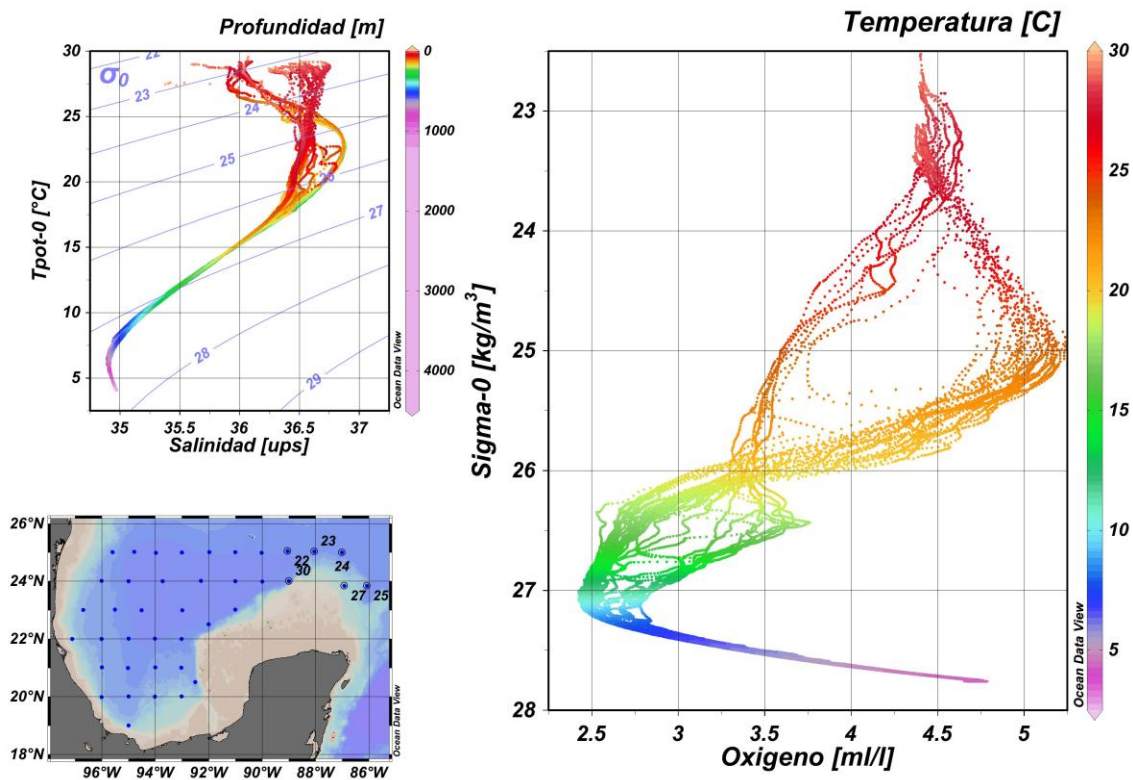 Profundidad [m]
30
25
20
15
10
5
Tpot-0 [°C]
σ0
22
23
24
25
26
27
28
29
35
35.5
36
36.5
37
Salinidad [ups]
Ocean Data View
0
1000
2000
3000
4000
Temperatura [C]
23
24
25
26
27
28
Sigma-0 [kg/m³]
2.5
3
3.5
4
4.5
5
Oxigeno [ml/l]
Ocean Data View
30
25
20
15
10
5
26°N
24°N
22°N
20°N
18°N
23
22
24
30
27
25
96°W
94°W
92°W
90°W
88°W
86°W
Ocean Data View